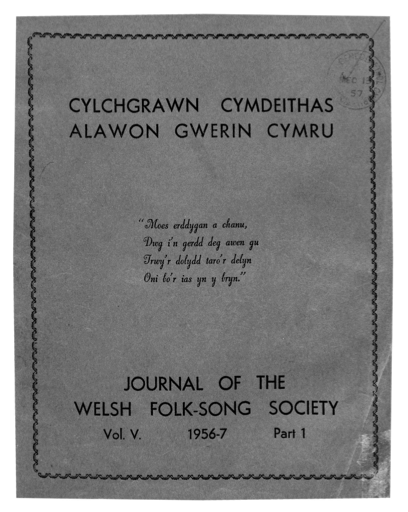 CYLCHGRAWN CYMDEITHAS
ALAWON GWERIN CYMRU
"Moes erddygan a chanu,
Dwg i'n gerdd deg awen gu
Trwy'r dolydd taro'r delyn
Oni bo'r ias yn y bryn."
JOURNAL OF THE
WELSH FOLK-SONG SOCIETY
Vol. V. 1956-7 Part 1